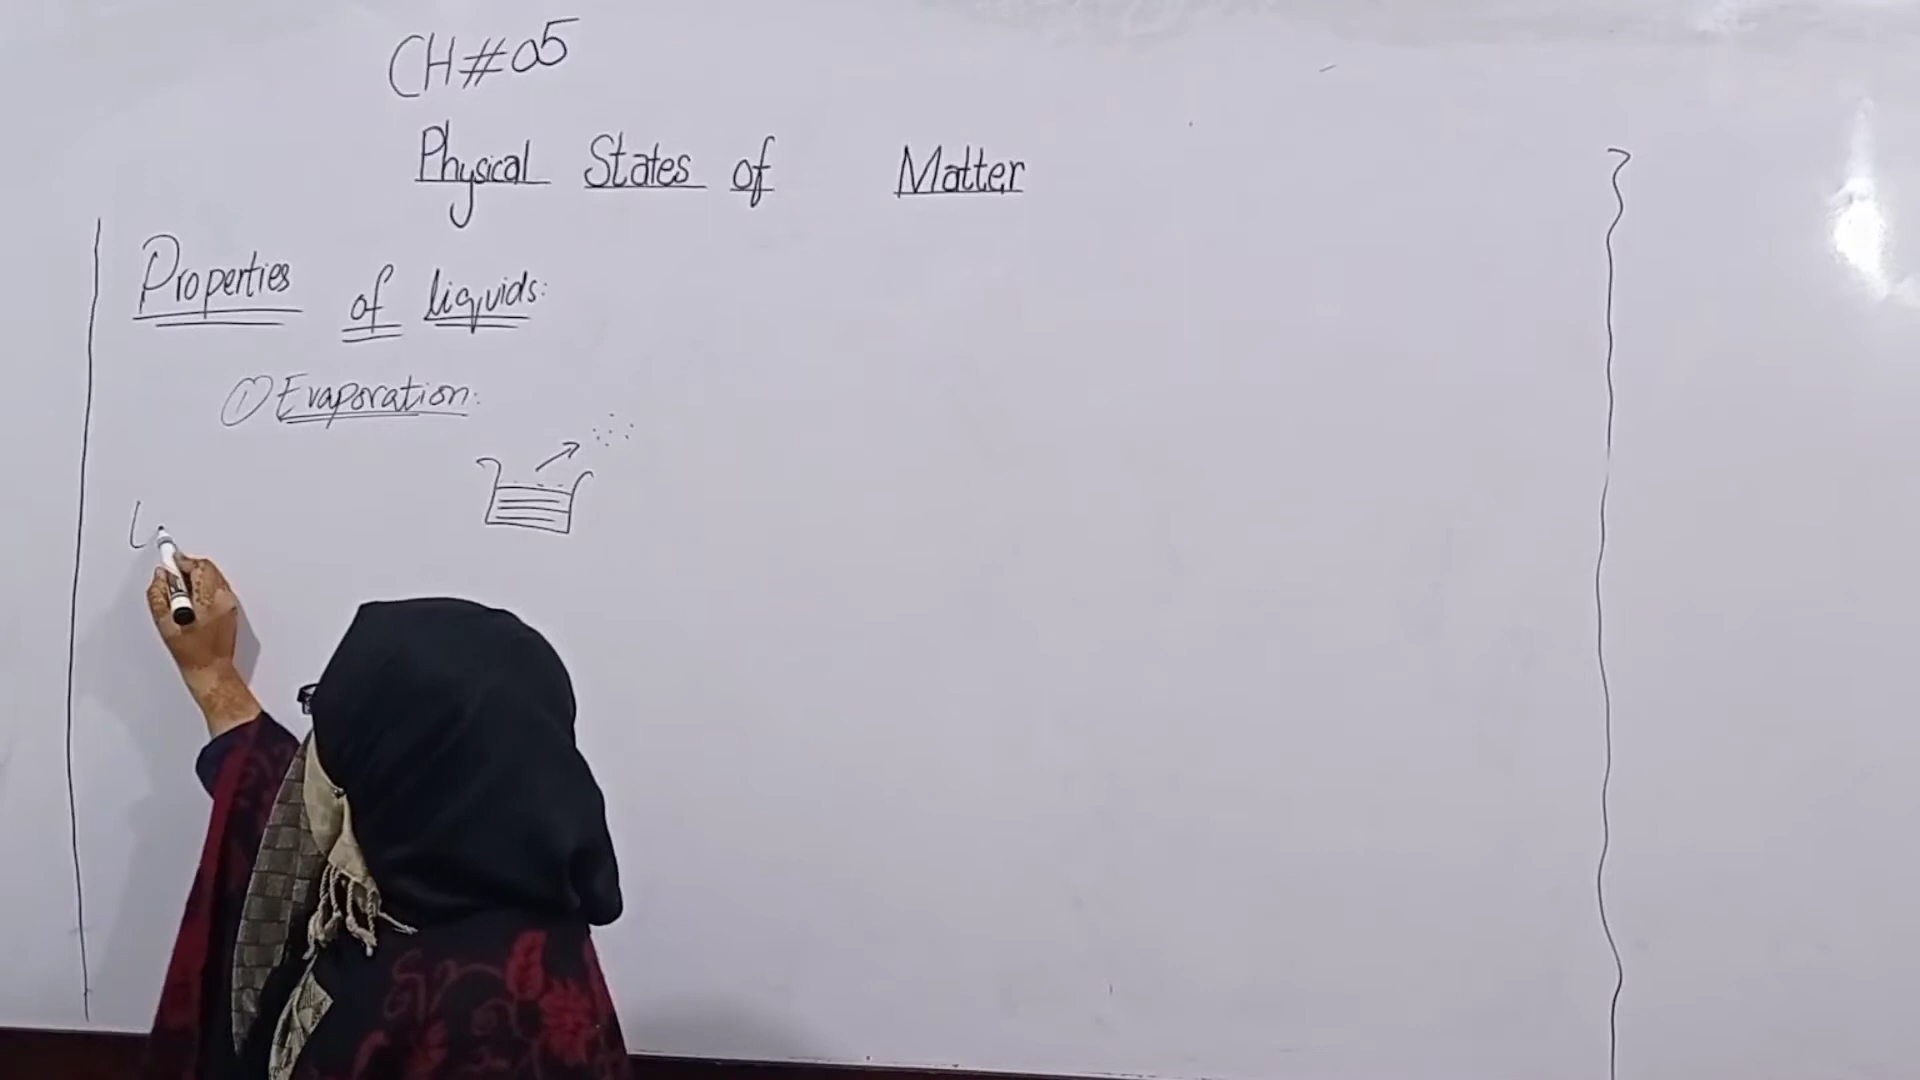 CH#05
Physical States of Matter
Properties of liquids:
① Evaporation: